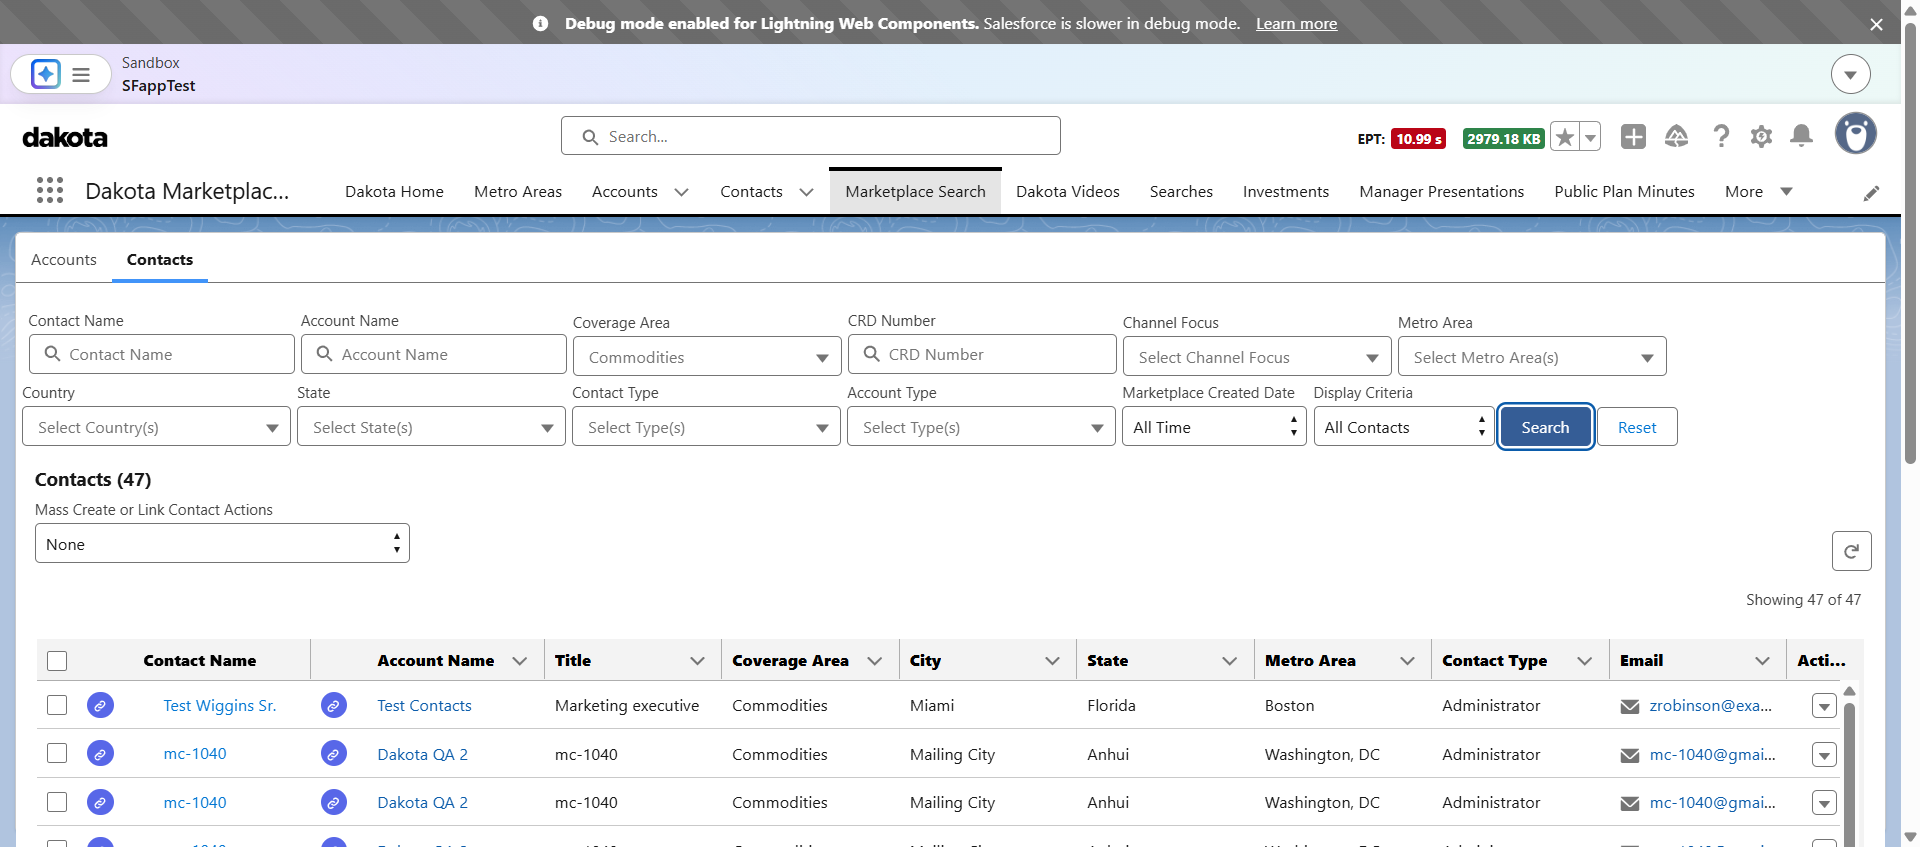 Debug mode enabled for Lightning Web Components. Salesforce is slower in debug mode. Learn more
Sandbox
SFappTest
dakota
Search...
EPT: 10.99 s 2979.18 KB
Dakota Marketplac... Dakota Home Metro Areas Accounts Contacts Marketplace Search Dakota Videos Searches Investments Manager Presentations Public Plan Minutes More
Accounts Contacts
Contact Name Account Name Coverage Area CRD Number Channel Focus Metro Area
Contact Name Account Name Commodities CRD Number Select Channel Focus Select Metro Area(s)
Country State Contact Type Account Type Marketplace Created Date Display Criteria
Select Country(s) Select State(s) Select Type(s) Select Type(s) All Time All Contacts Search Reset
Contacts (47)
Mass Create or Link Contact Actions
None
Showing 47 of 47
Contact Name Account Name Title Coverage Area City State Metro Area Contact Type Email Acti...
Test Wiggins Sr. Test Contacts Marketing executive Commodities Miami Florida Boston Administrator zrobinson@exa...
mc-1040 Dakota QA 2 mc-1040 Commodities Mailing City Anhui Washington, DC Administrator mc-1040@gmai...
mc-1040 Dakota QA 2 mc-1040 Commodities Mailing City Anhui Washington, DC Administrator mc-1040@gmai...